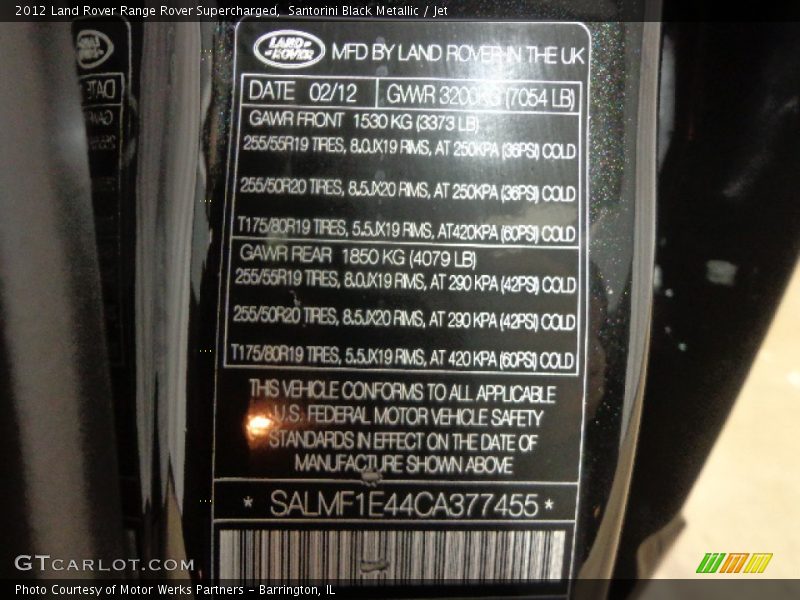 2012 Land Rover Range Rover Supercharged,  Santorini Black Metallic / Jet
LAND ROVER MFD BY LAND ROVER IN THE UK
DATE 02/12 GVWR 3200KG (7054 LB)
GAWR FRONT 1530 KG (3373 LB)
255/55R19 TIRES, 8.0JX19 RIMS, AT 250KPA (36PSI) COLD
255/50R20 TIRES, 8.5JX20 RIMS, AT 250KPA (36PSI) COLD
T175/80R19 TIRES, 5.5JX19 RIMS, AT420KPA (60PSI) COLD
GAWR REAR 1850 KG (4079 LB)
255/55R19 TIRES, 8.0JX19 RIMS, AT 290 KPA (42PSI) COLD
255/50R20 TIRES, 8.5JX20 RIMS, AT 290 KPA (42PSI) COLD
T175/80R19 TIRES, 5.5JX19 RIMS, AT 420 KPA (60PSI) COLD
THIS VEHICLE CONFORMS TO ALL APPLICABLE
U.S. FEDERAL MOTOR VEHICLE SAFETY
STANDARDS IN EFFECT ON THE DATE OF
MANUFACTURE SHOWN ABOVE
* SALMF1E44CA377455 *
GTCARLOT.COM
Photo Courtesy of Motor Werks Partners - Barrington, IL